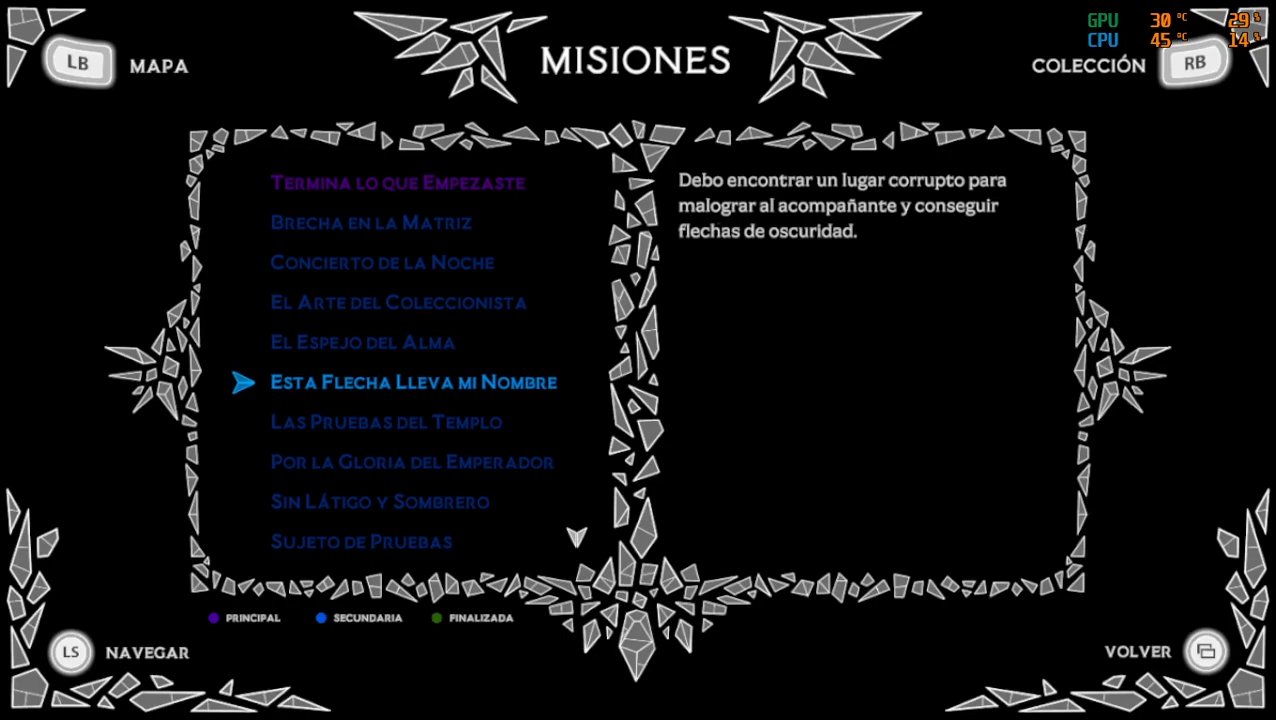 GPU 30 °C 29 %
CPU 45 °C 14 %
LB MAPA
MISIONES
COLECCIÓN RB
TERMINA LO QUE EMPEZASTE
BRECHA EN LA MATRIZ
CONCIERTO DE LA NOCHE
EL ARTE DEL COLECCIONISTA
EL ESPEJO DEL ALMA
ESTA FLECHA LLEVA MI NOMBRE
LAS PRUEBAS DEL TEMPLO
POR LA GLORIA DEL EMPERADOR
SIN LÁTIGO Y SOMBRERO
SUJETO DE PRUEBAS
Debo encontrar un lugar corrupto para
malograr al acompañante y conseguir
flechas de oscuridad.
PRINCIPAL SECUNDARIA FINALIZADA
LS NAVEGAR
VOLVER